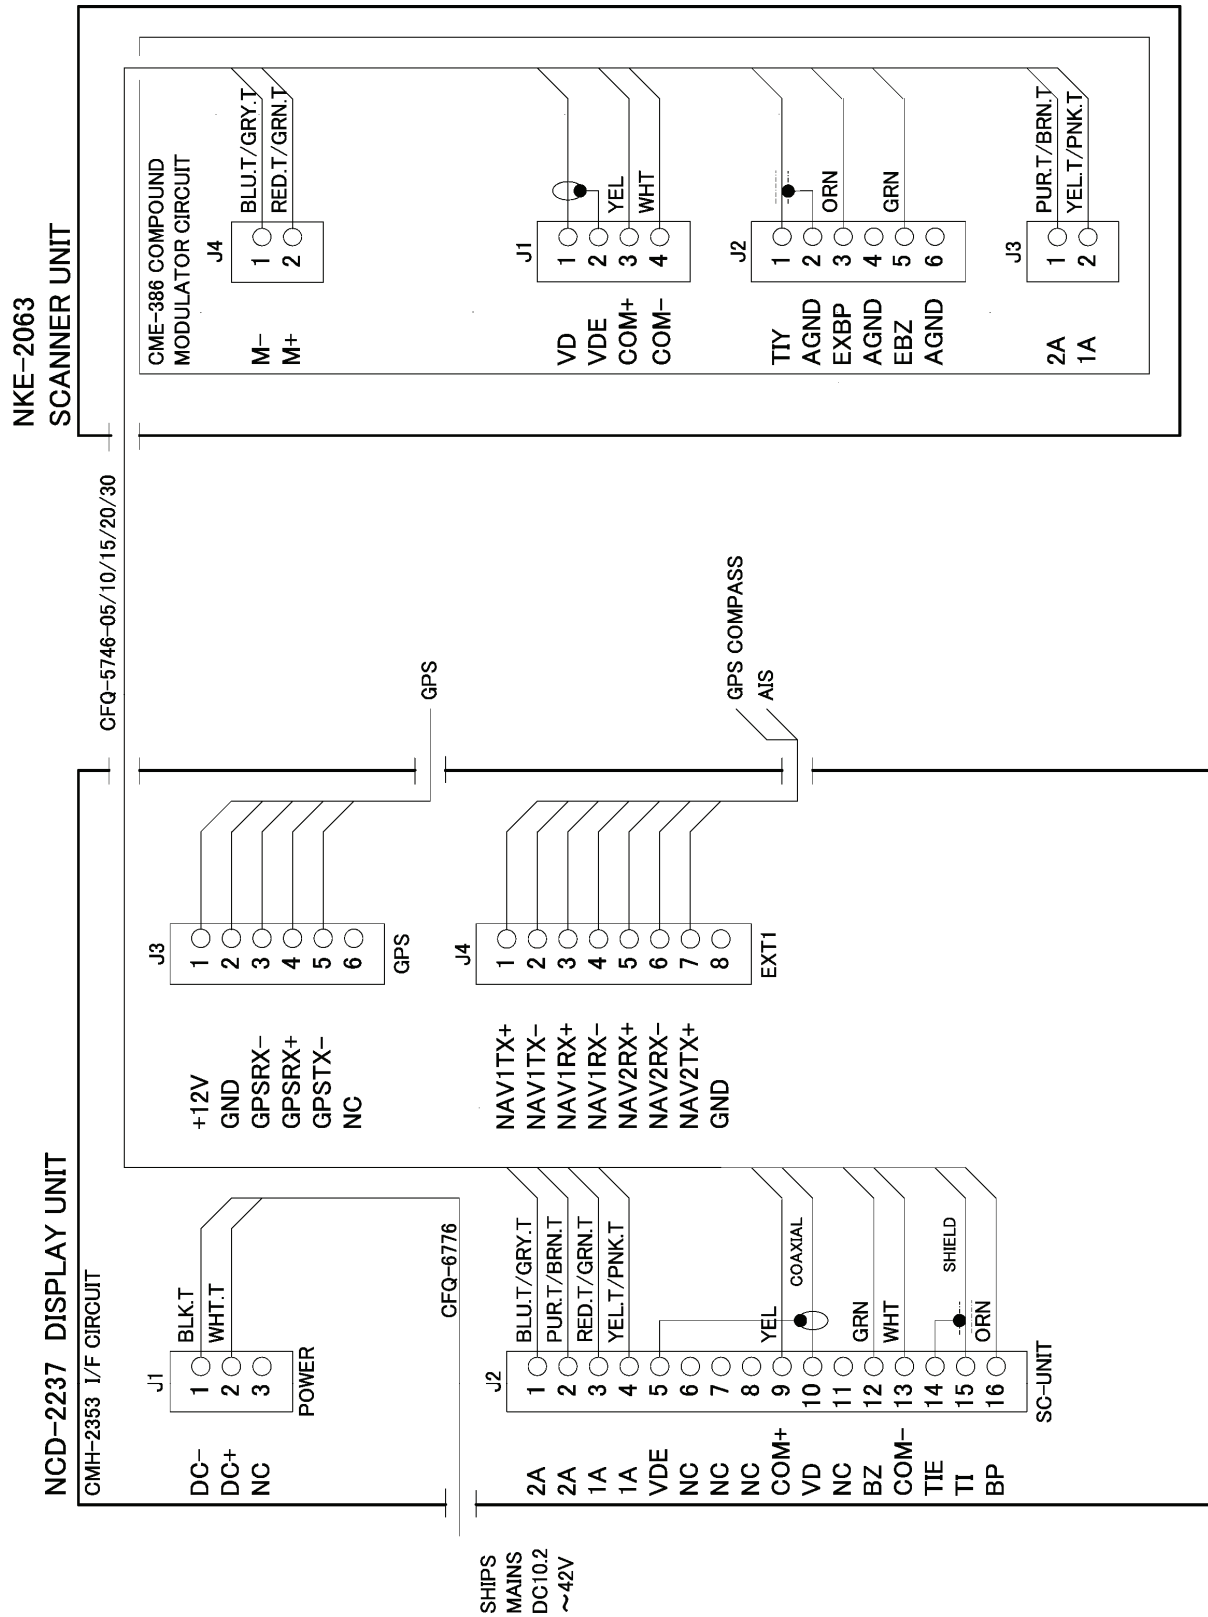 NCD-2237 DISPLAY UNIT
CMH-2353 I/F CIRCUIT
J1
DC- 1 BLK.T
DC+ 2 WHT.T
NC 3
POWER
CFQ-6776
SHIPS
MAINS
DC10.2
~42V
J2
2A 1 BLU.T/GRY.T
2A 2 PUR.T/BRN.T
1A 3 RED.T/GRN.T
1A 4 YEL.T/PNK.T
VDE 5
NC 6
NC 7
NC 8
COM+ 9 YEL
VD 10 COAXIAL
NC 11
BZ 12 GRN
COM- 13 WHT
TIE 14
TI 15 SHIELD
BP 16 ORN
SC-UNIT
J3
+12V 1
GND 2
GPSRX- 3
GPSRX+ 4
GPSTX- 5
NC 6
GPS
GPS
J4
NAV1TX+ 1
NAV1TX- 2
NAV1RX+ 3
NAV1RX- 4
NAV2RX+ 5
NAV2RX- 6
NAV2TX+ 7
GND 8
EXT1
GPS COMPASS
AIS
CFQ-5746-05/10/15/20/30
NKE-2063
SCANNER UNIT
CME-386 COMPOUND
MODULATOR CIRCUIT
J4
M- 1 BLU.T/GRY.T
M+ 2 RED.T/GRN.T
J1
VD 1
VDE 2
COM+ 3 YEL
COM- 4 WHT
J2
TIY 1
AGND 2
EXBP 3 ORN
AGND 4
EBZ 5 GRN
AGND 6
J3
2A 1 PUR.T/BRN.T
1A 2 YEL.T/PNK.T